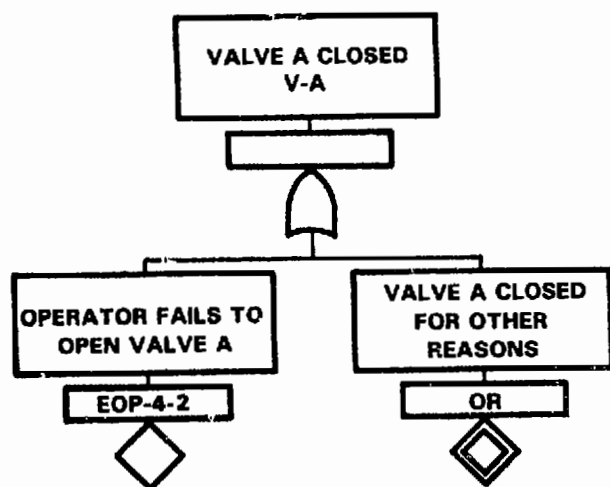 VALVE A CLOSED
V-A
OPERATOR FAILS TO
OPEN VALVE A
EOP-4-2
VALVE A CLOSED
FOR OTHER
REASONS
OR